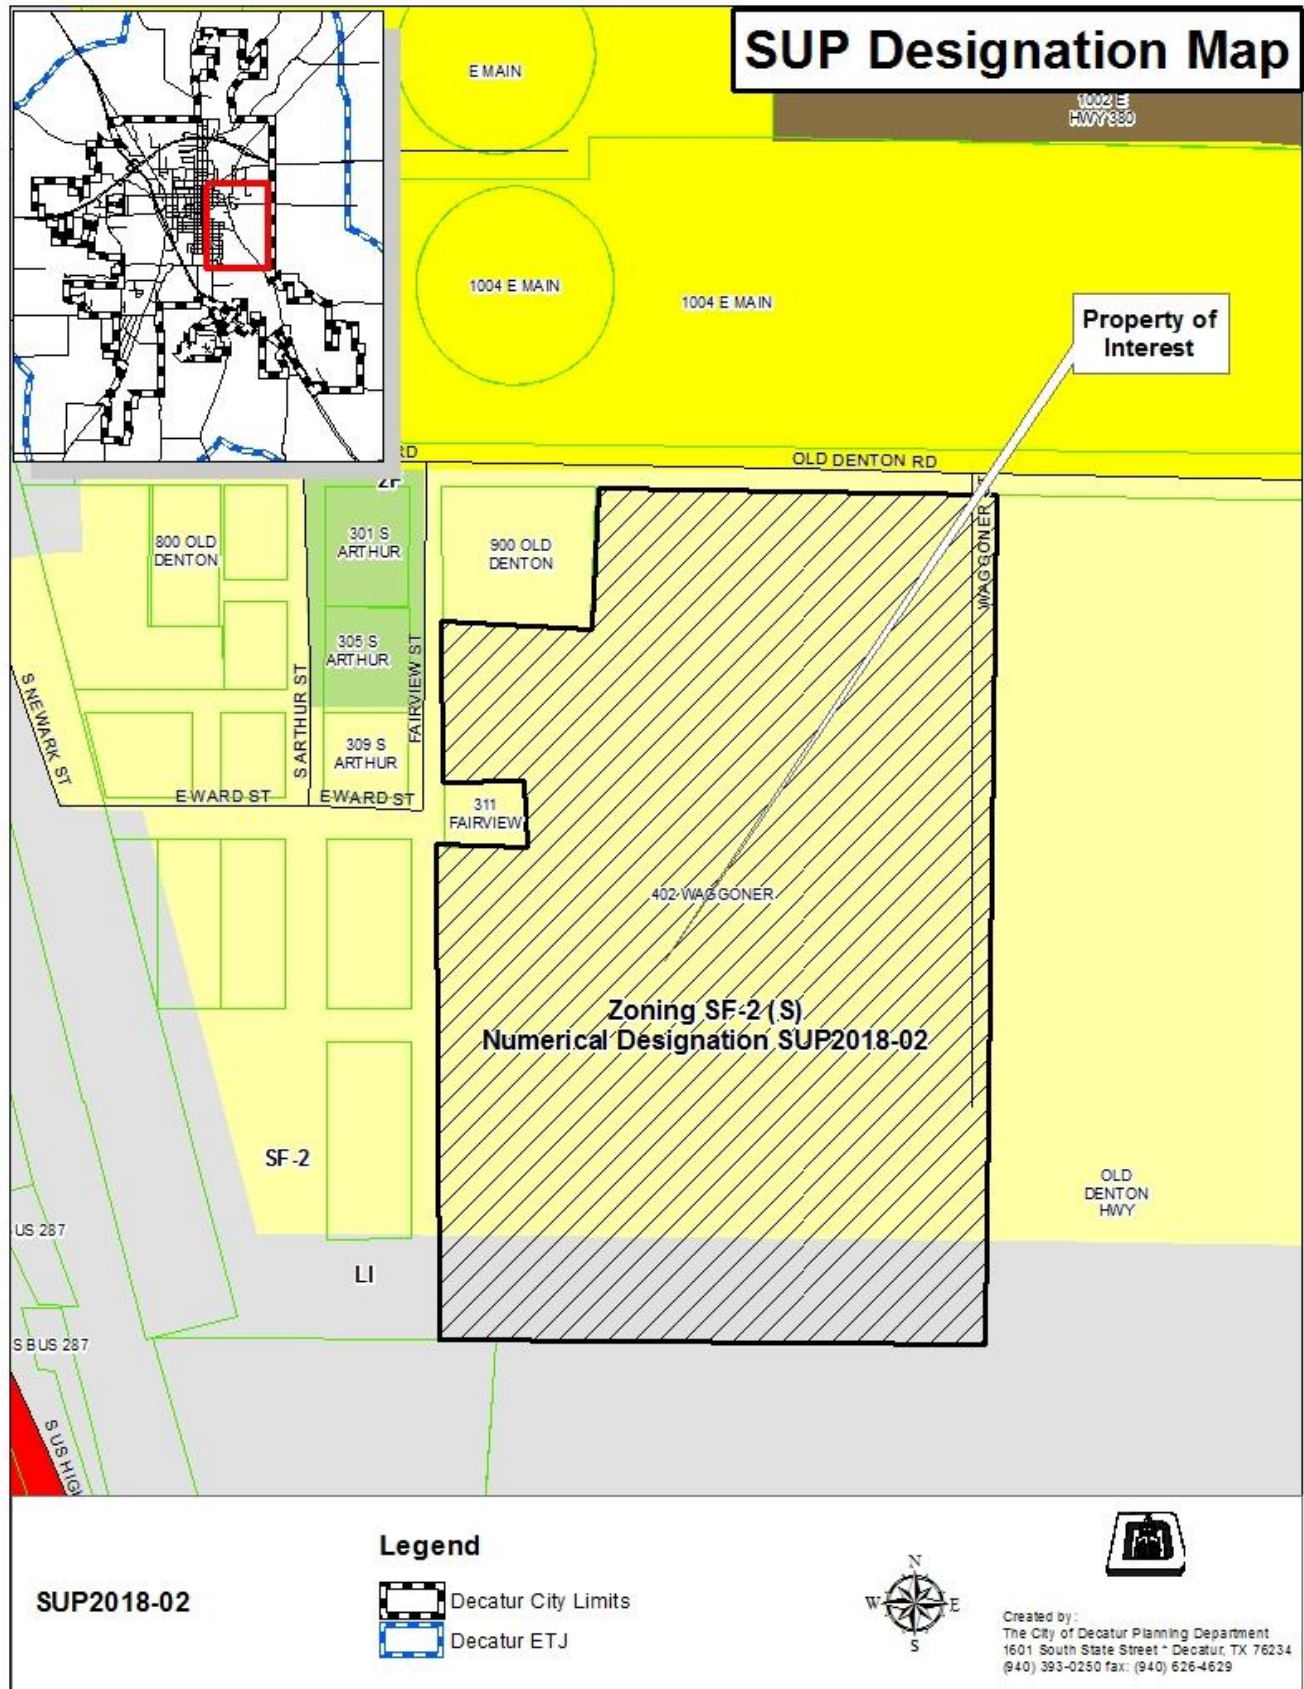 SUP Designation Map
E MAIN
1002 E
HWY 380
1004 E MAIN
1004 E MAIN
Property of
Interest
RD
OLD DENTON RD
2F
800 OLD
DENTON
301 S
ARTHUR
900 OLD
DENTON
WAGGONER
305 S
ARTHUR
FAIRVIEW ST
S NEWARK ST
S ARTHUR ST
309 S
ARTHUR
E WARD ST
E WARD ST
311
FAIRVIEW
402 WAGGONER
Zoning SF-2 (S)
Numerical Designation SUP2018-02
SF-2
OLD
DENTON
HWY
US 287
LI
S BUS 287
S US HIG
SUP2018-02
Legend
Decatur City Limits
Decatur ETJ
N
W
E
S
Created by:
The City of Decatur Planning Department
1601 South State Street * Decatur, TX 76234
(940) 393-0250 fax: (940) 626-4629